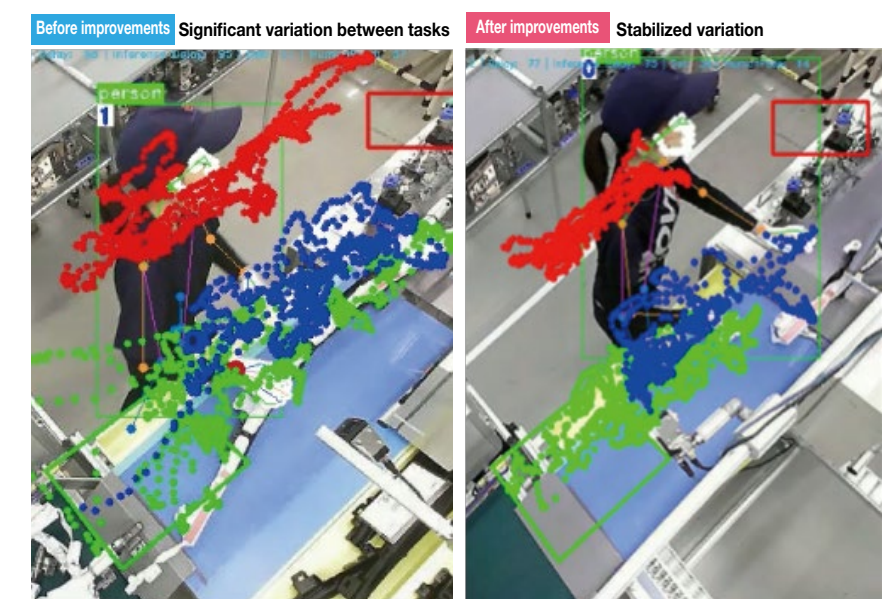 Before improvements
Significant variation between tasks
After improvements
Stabilized variation
person
1
person
0